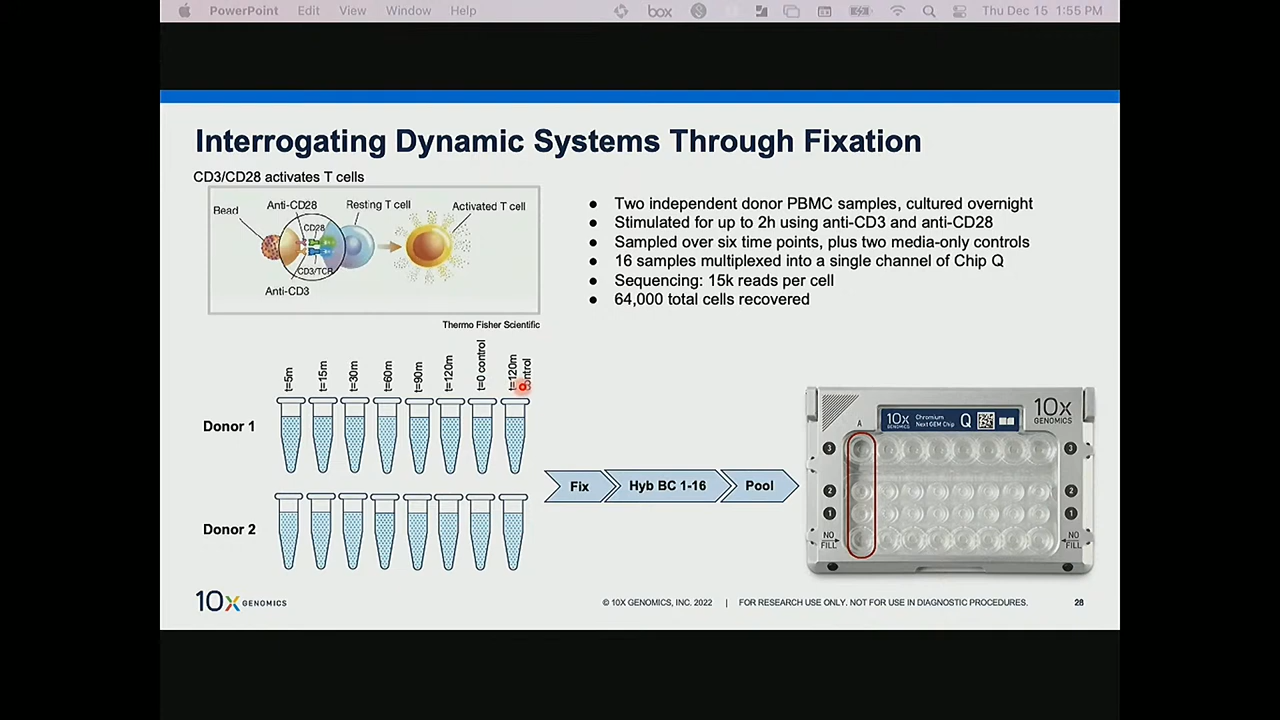 PowerPoint Edit View Window Help box Thu Dec 15 1:55 PM
Interrogating Dynamic Systems Through Fixation
CD3/CD28 activates T cells
Bead
Anti-CD28
Resting T cell
Activated T cell
CD28
CD3/TCR
Anti-CD3
Thermo Fisher Scientific
● Two independent donor PBMC samples, cultured overnight
● Stimulated for up to 2h using anti-CD3 and anti-CD28
● Sampled over six time points, plus two media-only controls
● 16 samples multiplexed into a single channel of Chip Q
● Sequencing: 15k reads per cell
● 64,000 total cells recovered
t=5m
t=15m
t=30m
t=60m
t=90m
t=120m
t=0 control
t=120m
control
Donor 1
Donor 2
Fix
Hyb BC 1-16
Pool
10x GENOMICS
Chromium
Next GEM Chip
Q
10x
GENOMICS
A
3
3
2
2
1
1
NO
FILL
NO
FILL
10x GENOMICS
© 10X GENOMICS, INC. 2022 | FOR RESEARCH USE ONLY. NOT FOR USE IN DIAGNOSTIC PROCEDURES.
28